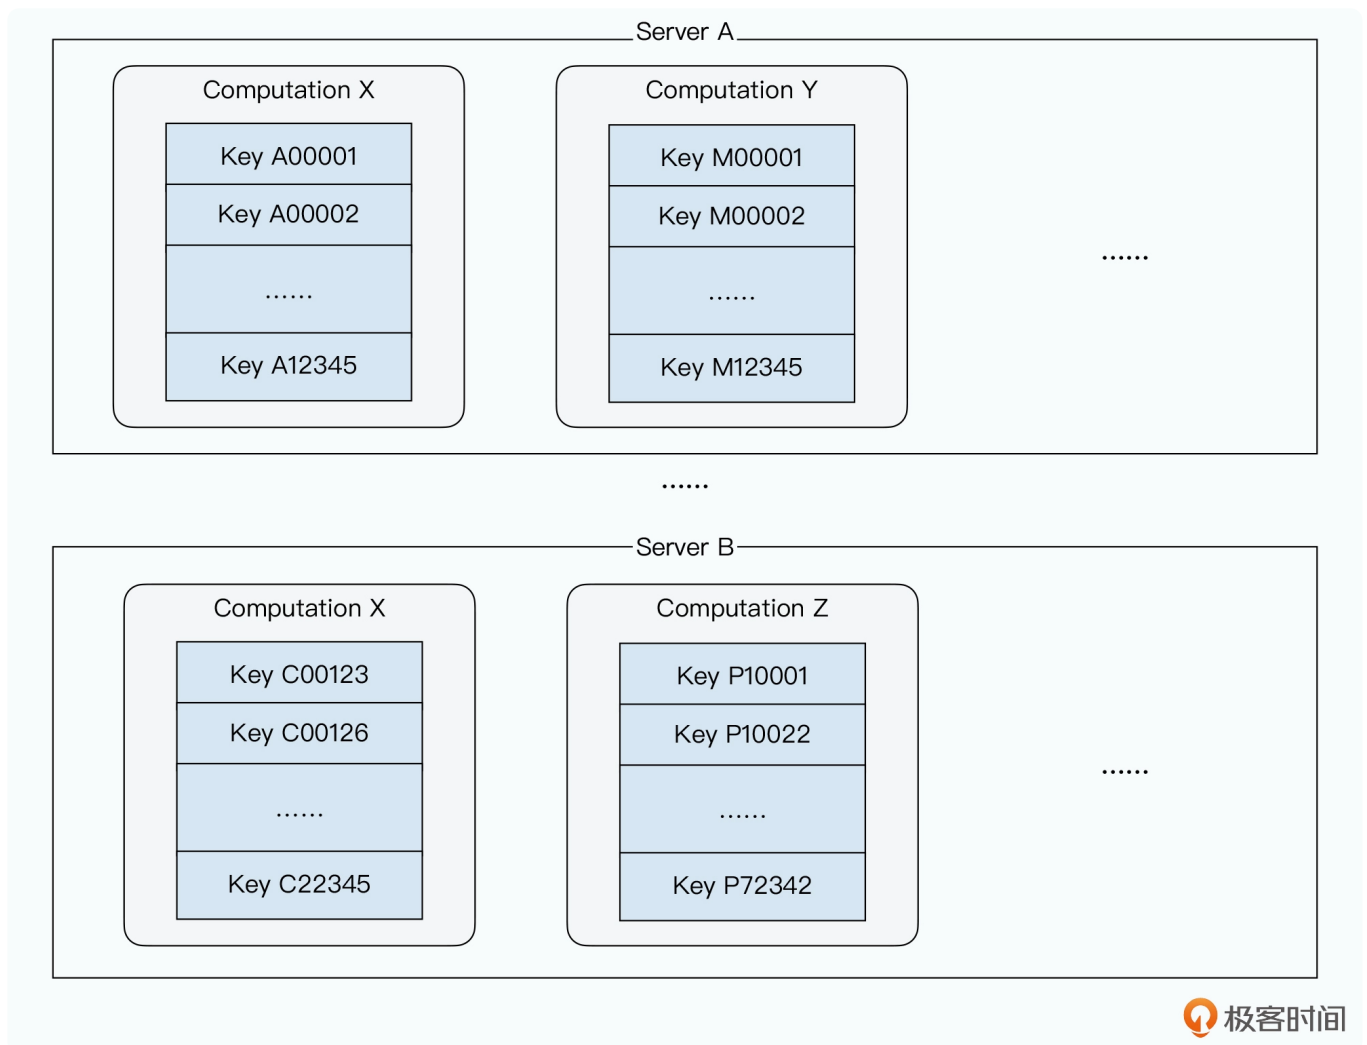 Server A
Computation X
Key A00001
Key A00002
......
Key A12345
Computation Y
Key M00001
Key M00002
......
Key M12345
......
......
Server B
Computation X
Key C00123
Key C00126
......
Key C22345
Computation Z
Key P10001
Key P10022
......
Key P72342
......
极客时间